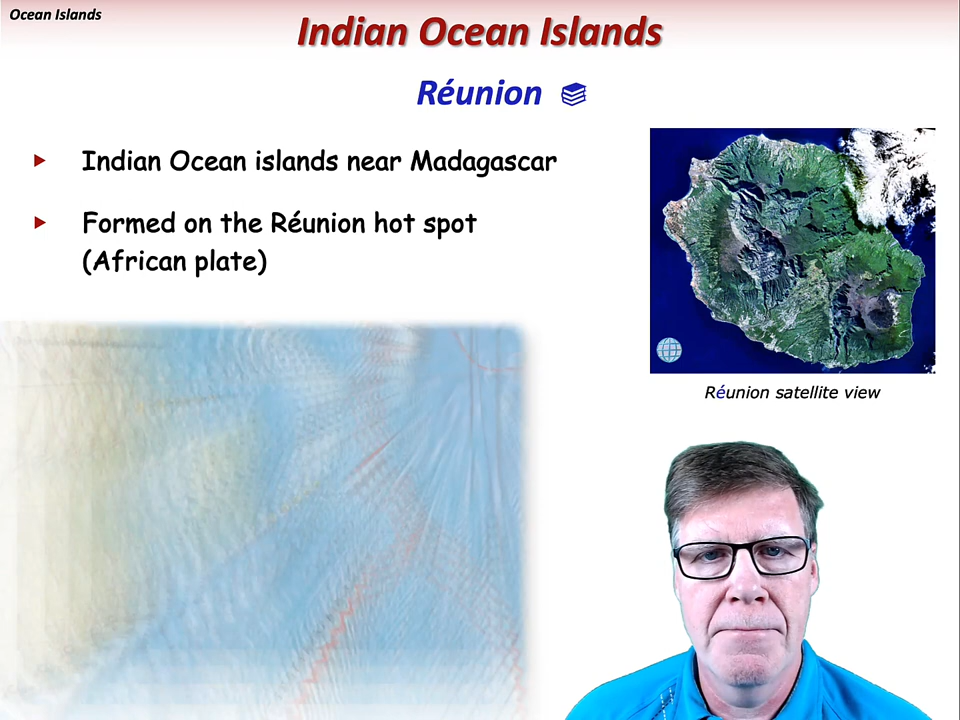 Ocean Islands
Indian Ocean Islands
Réunion
Indian Ocean islands near Madagascar
Formed on the Réunion hot spot
(African plate)
Réunion satellite view